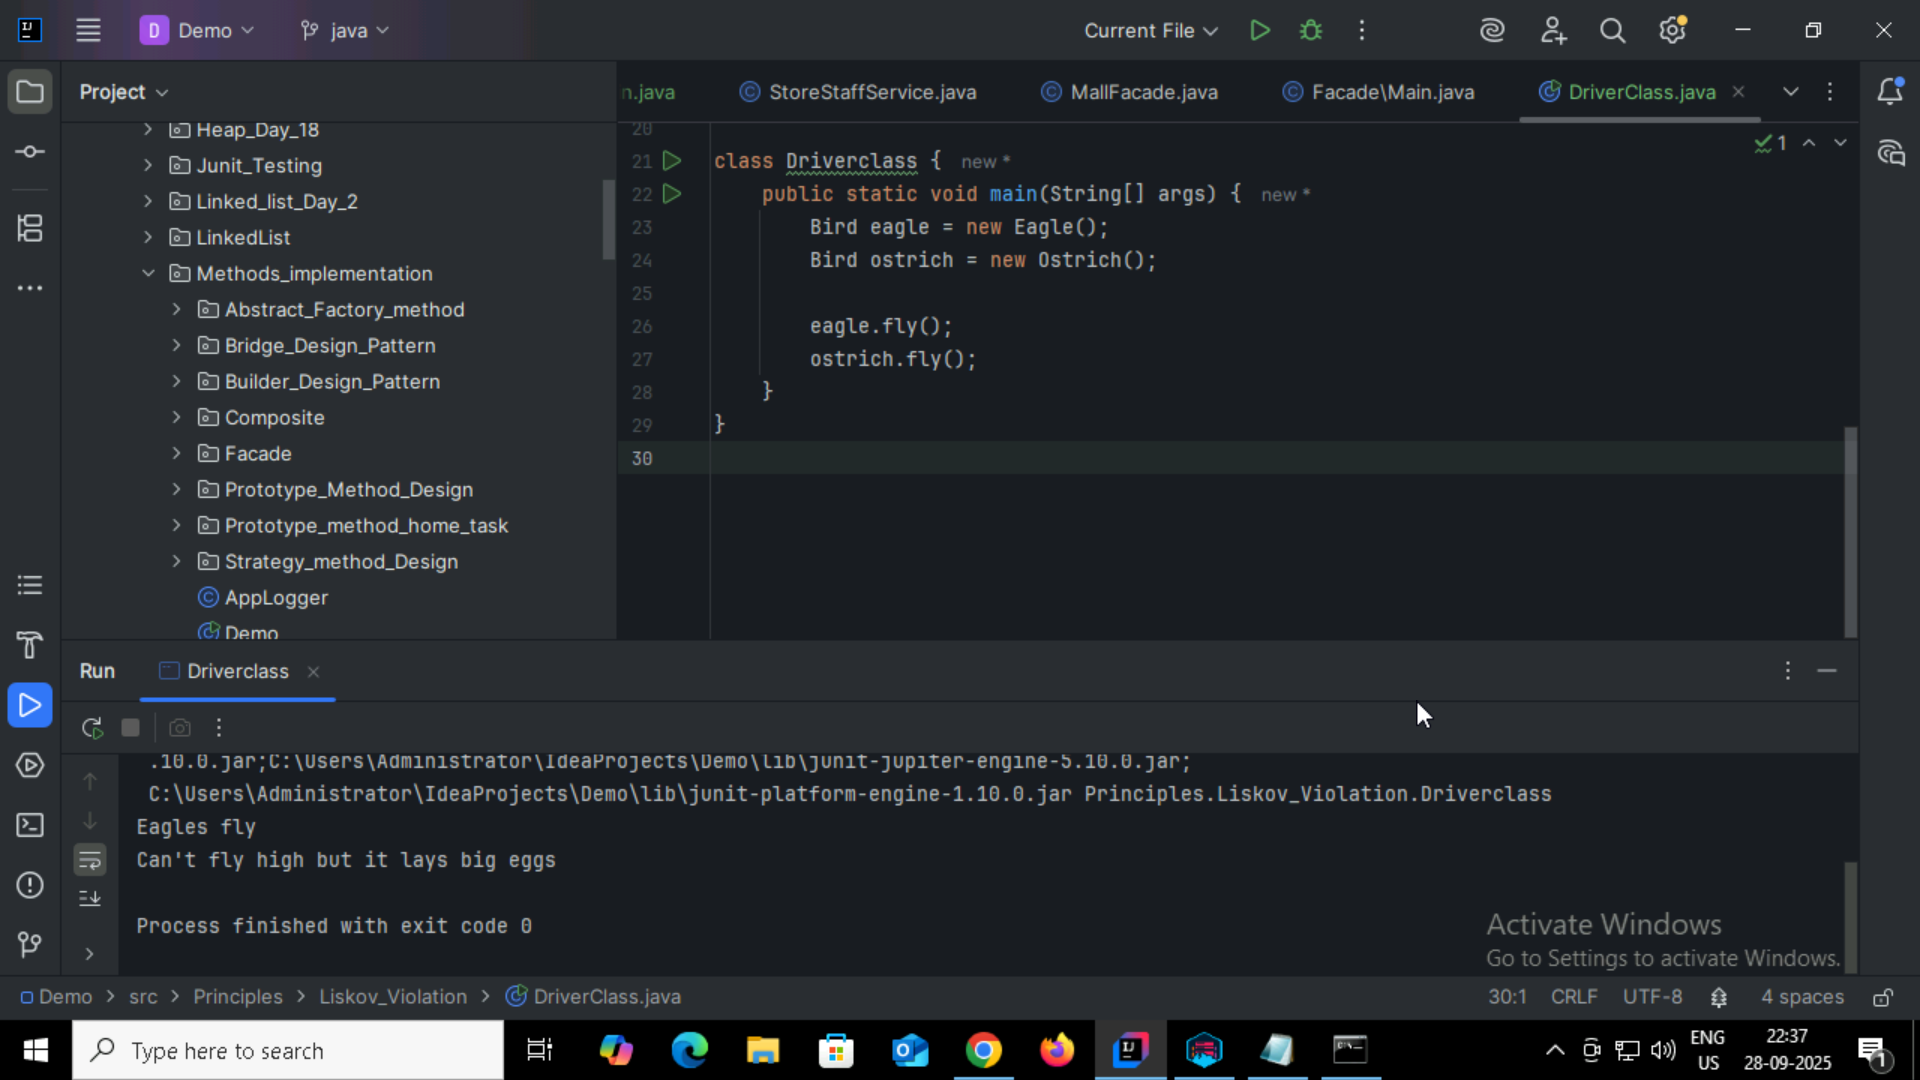 D Demo java Current File
Project
n.java StoreStaffService.java MallFacade.java Facade\Main.java DriverClass.java
Heap_Day_18
Junit_Testing
Linked_list_Day_2
LinkedList
Methods_implementation
Abstract_Factory_method
Bridge_Design_Pattern
Builder_Design_Pattern
Composite
Facade
Prototype_Method_Design
Prototype_method_home_task
Strategy_method_Design
AppLogger
Demo
20
21 class Driverclass { new *
22 public static void main(String[] args) { new *
23 Bird eagle = new Eagle();
24 Bird ostrich = new Ostrich();
25
26 eagle.fly();
27 ostrich.fly();
28 }
29 }
30
1
Run Driverclass
.10.0.jar;C:\Users\Administrator\IdeaProjects\Demo\lib\junit-jupiter-engine-5.10.0.jar;
C:\Users\Administrator\IdeaProjects\Demo\lib\junit-platform-engine-1.10.0.jar Principles.Liskov_Violation.Driverclass
Eagles fly
Can't fly high but it lays big eggs
Process finished with exit code 0
Activate Windows
Go to Settings to activate Windows.
Demo > src > Principles > Liskov_Violation > DriverClass.java 30:1 CRLF UTF-8 4 spaces
Type here to search
ENG
US
22:37
28-09-2025
1